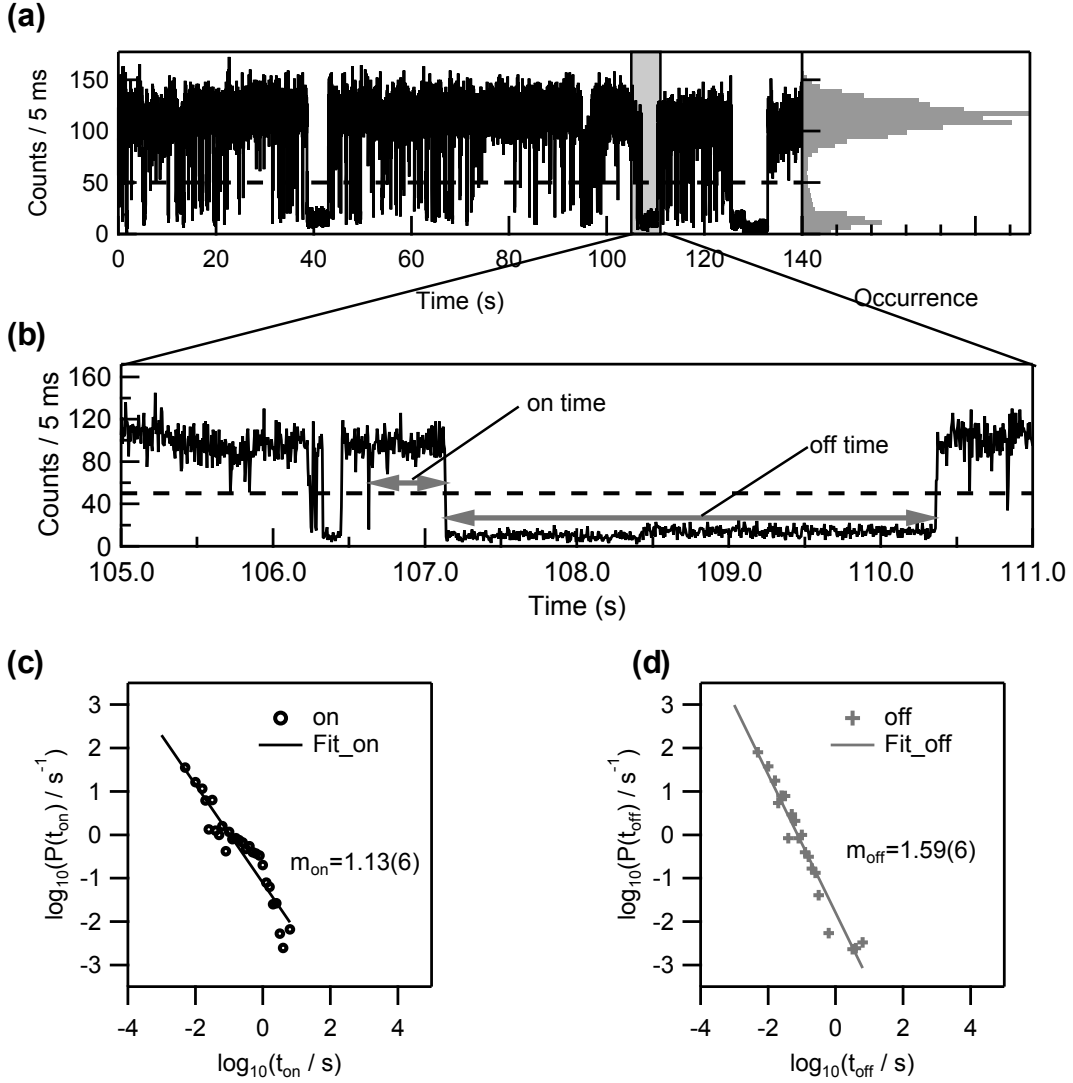 (a)
Counts / 5 ms
150
100
50
0
0 20 40 60 80 100 120 140
Time (s)
Occurrence
(b)
Counts / 5 ms
160
120
80
40
0
on time
off time
105.0 106.0 107.0 108.0 109.0 110.0 111.0
Time (s)
(c)
log₁₀(P(tₒₙ) / s⁻¹)
3
2
1
0
-1
-2
-3
on
Fit_on
mₒₙ=1.13(6)
-4 -2 0 2 4
log₁₀(tₒₙ / s)
(d)
log₁₀(P(t_off) / s⁻¹)
3
2
1
0
-1
-2
-3
off
Fit_off
m_off=1.59(6)
-4 -2 0 2 4
log₁₀(t_off / s)